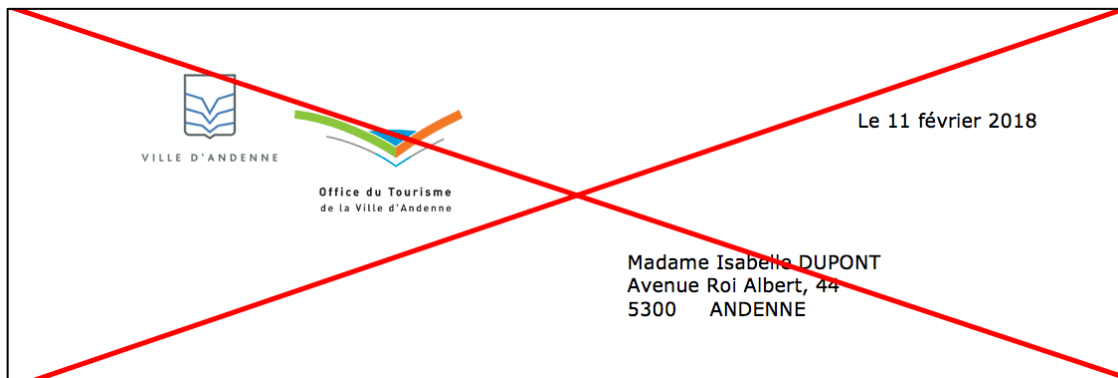 Le 11 février 2018
VILLE D'ANDENNE
Office du Tourisme
de la Ville d'Andenne
Madame Isabelle DUPONT
Avenue Roi Albert, 44
5300 ANDENNE